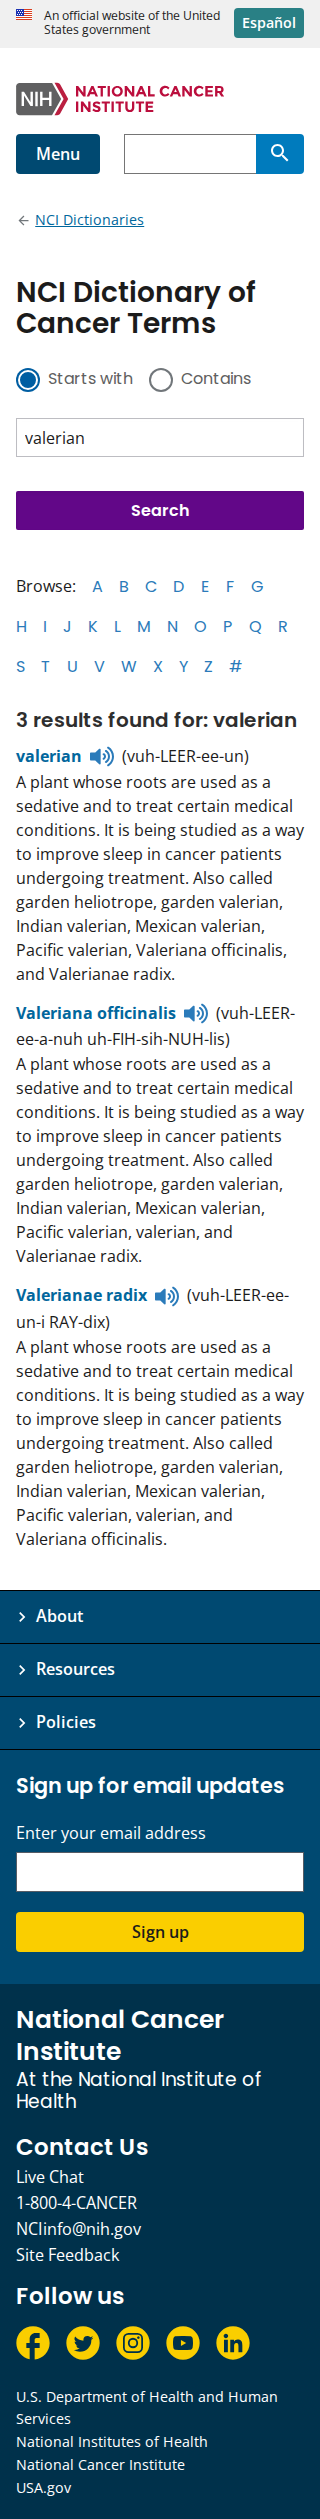 An official website of the United
States government
Español
NIH NATIONAL CANCER
INSTITUTE
Menu
NCI Dictionaries
NCI Dictionary of
Cancer Terms
Starts with Contains
valerian
Search
Browse: A B C D E F G
H I J K L M N O P Q R
S T U V W X Y Z #
3 results found for: valerian
valerian (vuh-LEER-ee-un)
A plant whose roots are used as a
sedative and to treat certain medical
conditions. It is being studied as a way
to improve sleep in cancer patients
undergoing treatment. Also called
garden heliotrope, garden valerian,
Indian valerian, Mexican valerian,
Pacific valerian, Valeriana officinalis,
and Valerianae radix.
Valeriana officinalis (vuh-LEER-
ee-a-nuh uh-FIH-sih-NUH-lis)
A plant whose roots are used as a
sedative and to treat certain medical
conditions. It is being studied as a way
to improve sleep in cancer patients
undergoing treatment. Also called
garden heliotrope, garden valerian,
Indian valerian, Mexican valerian,
Pacific valerian, valerian, and
Valerianae radix.
Valerianae radix (vuh-LEER-ee-
un-i RAY-dix)
A plant whose roots are used as a
sedative and to treat certain medical
conditions. It is being studied as a way
to improve sleep in cancer patients
undergoing treatment. Also called
garden heliotrope, garden valerian,
Indian valerian, Mexican valerian,
Pacific valerian, valerian, and
Valeriana officinalis.
About
Resources
Policies
Sign up for email updates
Enter your email address
Sign up
National Cancer
Institute
At the National Institute of
Health
Contact Us
Live Chat
1-800-4-CANCER
NCIinfo@nih.gov
Site Feedback
Follow us
U.S. Department of Health and Human
Services
National Institutes of Health
National Cancer Institute
USA.gov